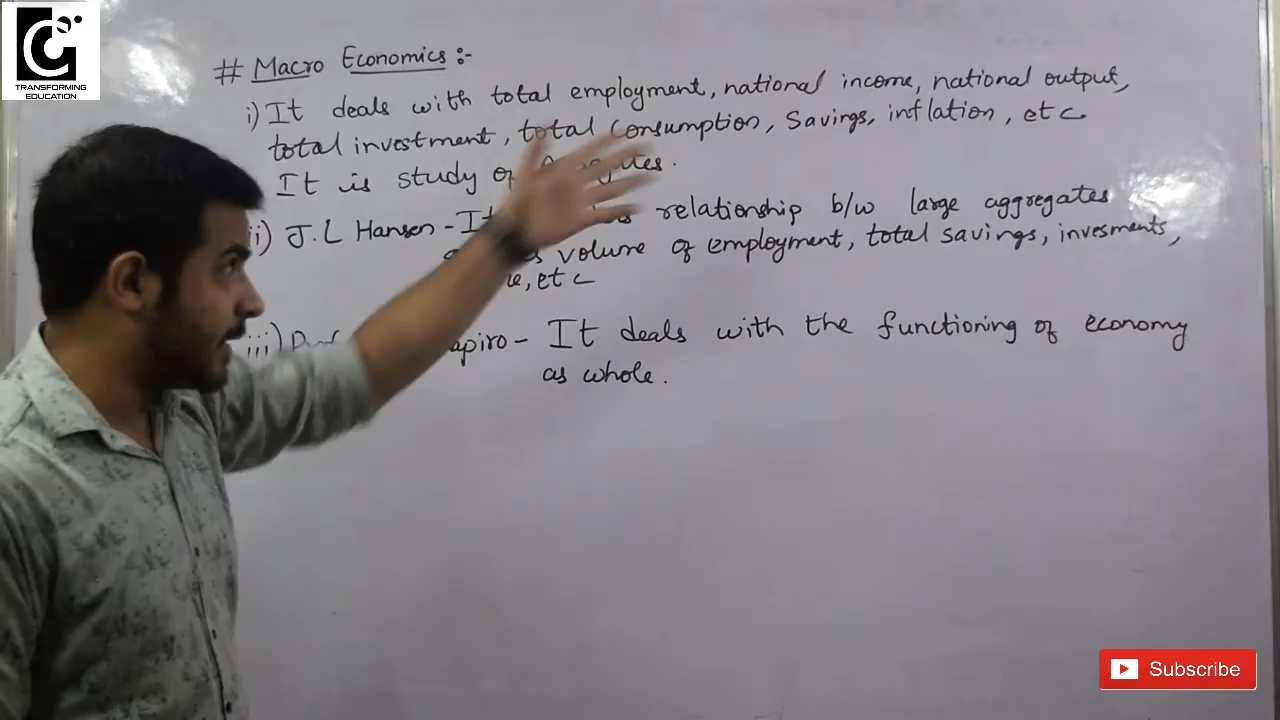 TRANSFORMING
EDUCATION
# Macro Economics :-
i) It deals with total employment, national income, national output,
total investment, total Consumption, Savings, inflation, etc
It is study of
ii) J.L Hansen - It relationship b/w large aggregates
volume of employment, total savings, invesments,
etc
iii) - It deals with the functioning of economy
as whole.
Subscribe